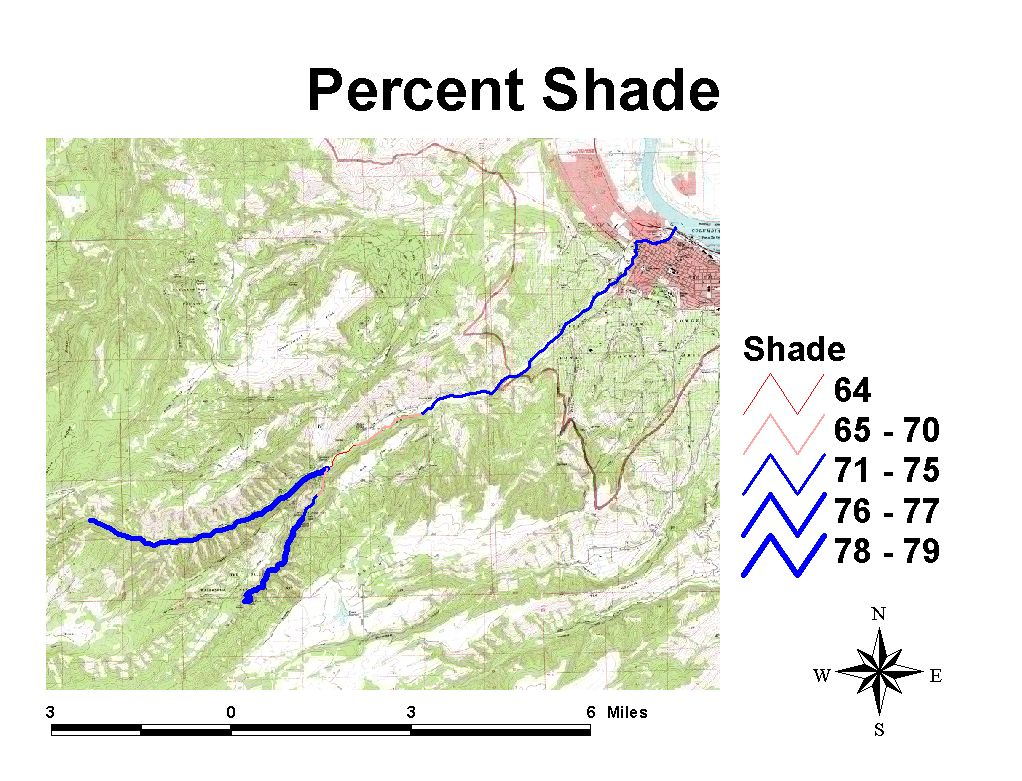 Percent Shade
Shade
64
65 - 70
71 - 75
76 - 77
78 - 79
N
W E
S
3 0 3 6 Miles